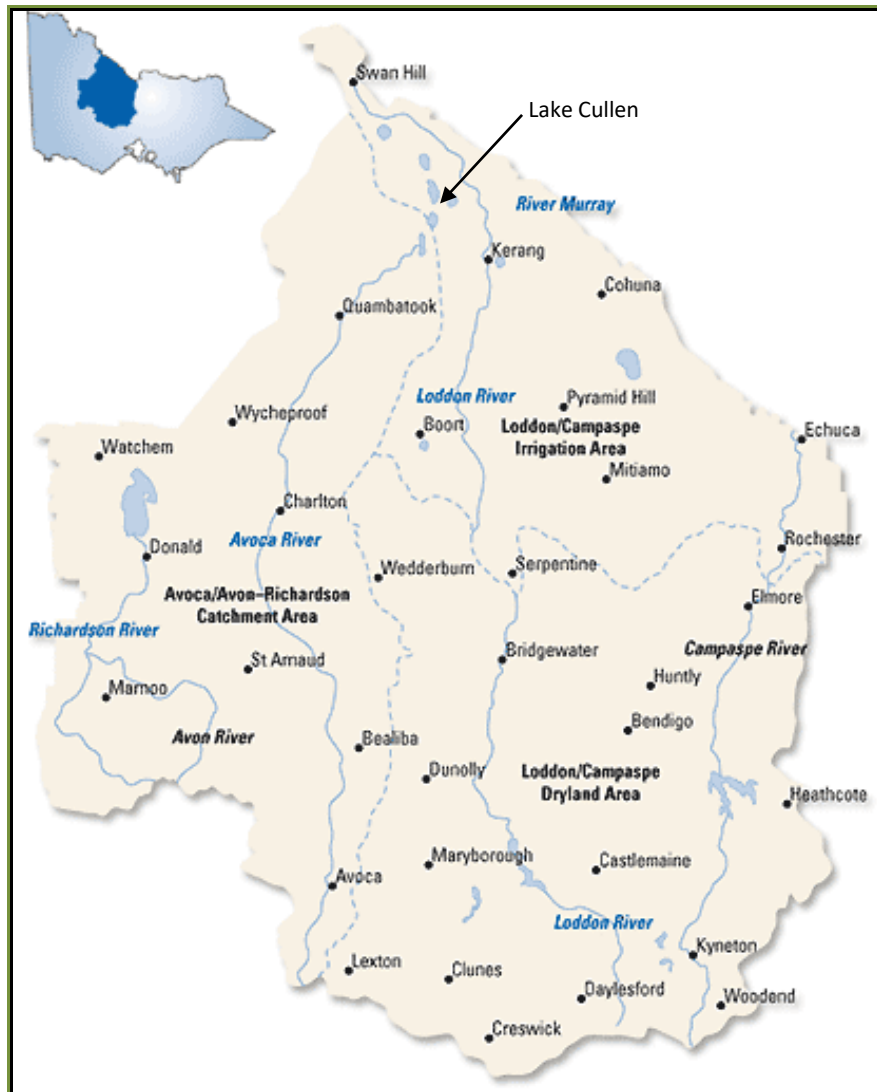 Swan Hill
Lake Cullen
River Murray
Kerang
Cohuna
Quambatook
Loddon River
Pyramid Hill
Wycheproof
Boort
Loddon/Campaspe
Irrigation Area
Echuca
Watchem
Mitiamo
Charlton
Avoca River
Donald
Rochester
Wedderburn
Serpentine
Avoca/Avon–Richardson
Catchment Area
Elmore
Richardson River
Bridgewater
Campaspe River
St Arnaud
Huntly
Marnoo
Bendigo
Avon River
Bealiba
Dunolly
Loddon/Campaspe
Dryland Area
Heathcote
Maryborough
Castlemaine
Avoca
Loddon River
Kyneton
Lexton
Clunes
Daylesford
Woodend
Creswick